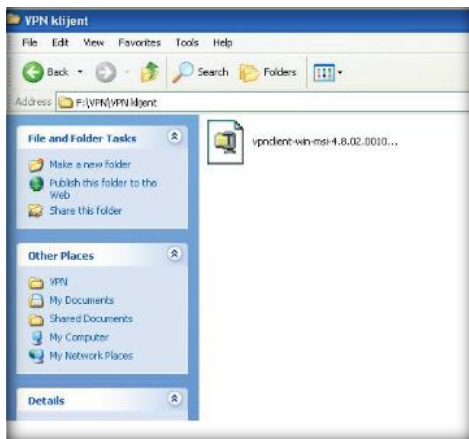 VPN klijent
File Edit View Favorites Tools Help
Back Search Folders
Address F:\VPN\VPN klijent
File and Folder Tasks
Make a new folder
Publish this folder to the
Web
Share this folder
Other Places
VPN
My Documents
Shared Documents
My Computer
My Network Places
Details
vpnclient-win-msi-4.8.02.0010...